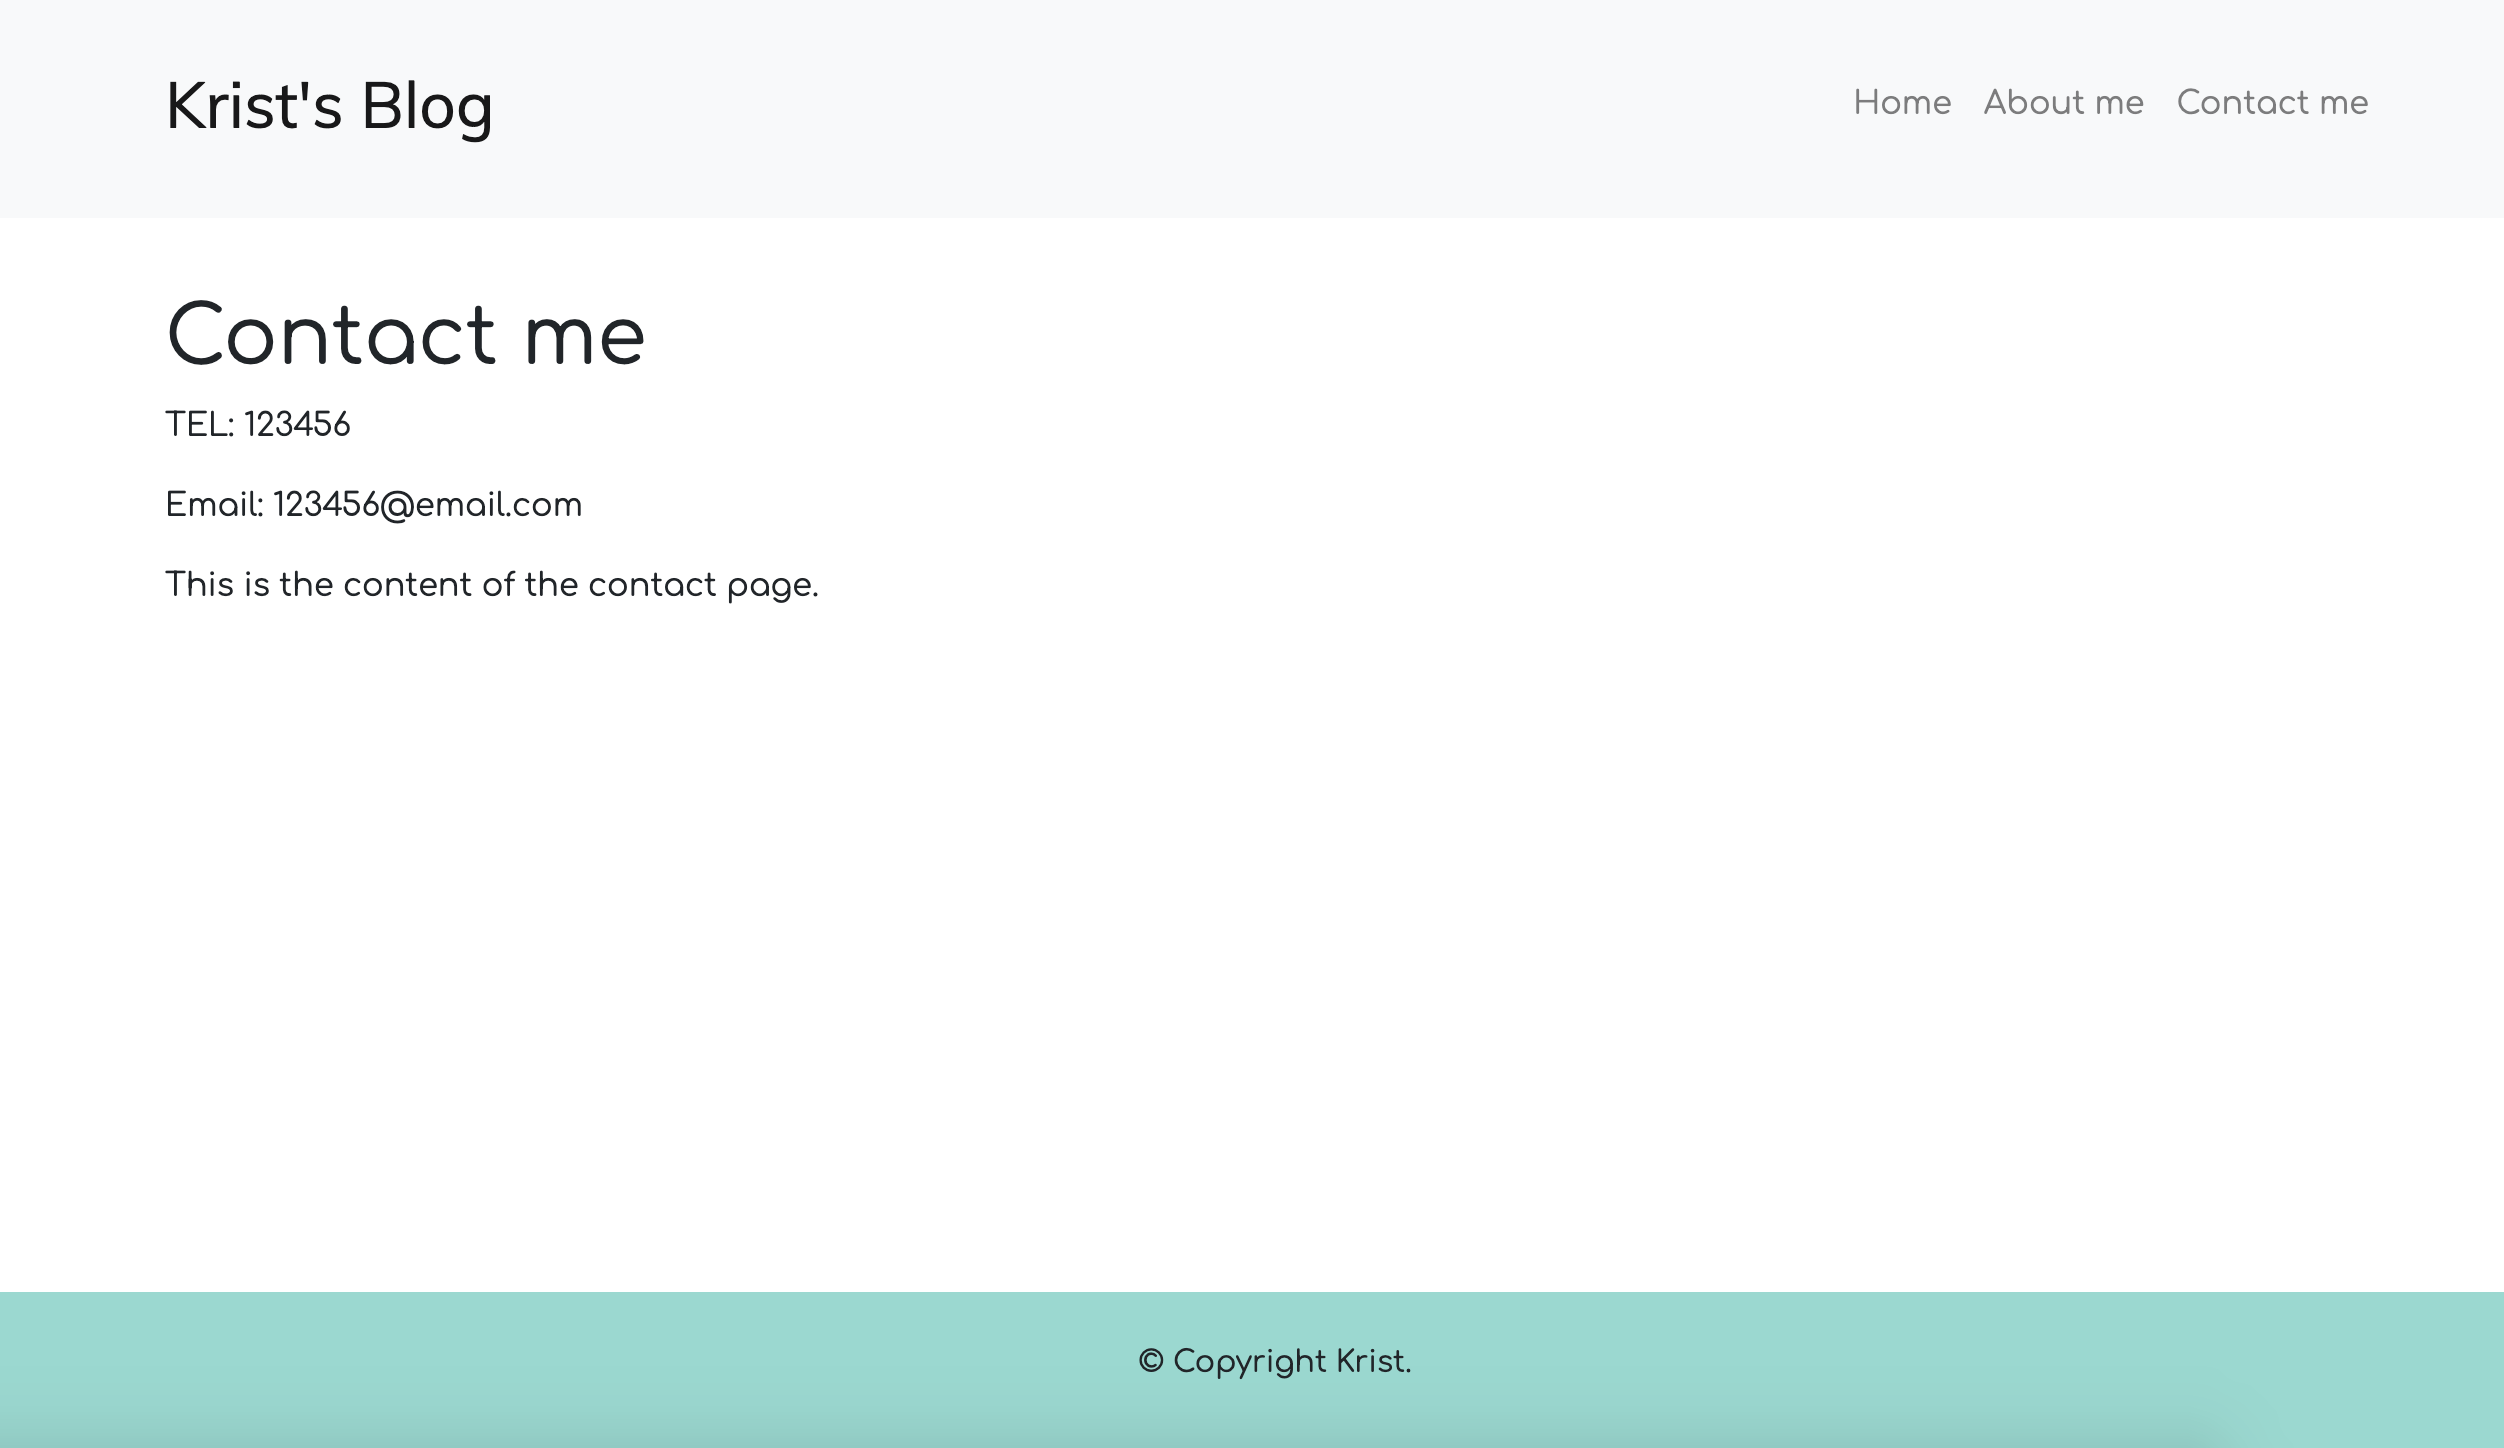 Krist's Blog
Home About me Contact me
Contact me
TEL: 123456
Email: 123456@email.com
This is the content of the contact page.
© Copyright Krist.